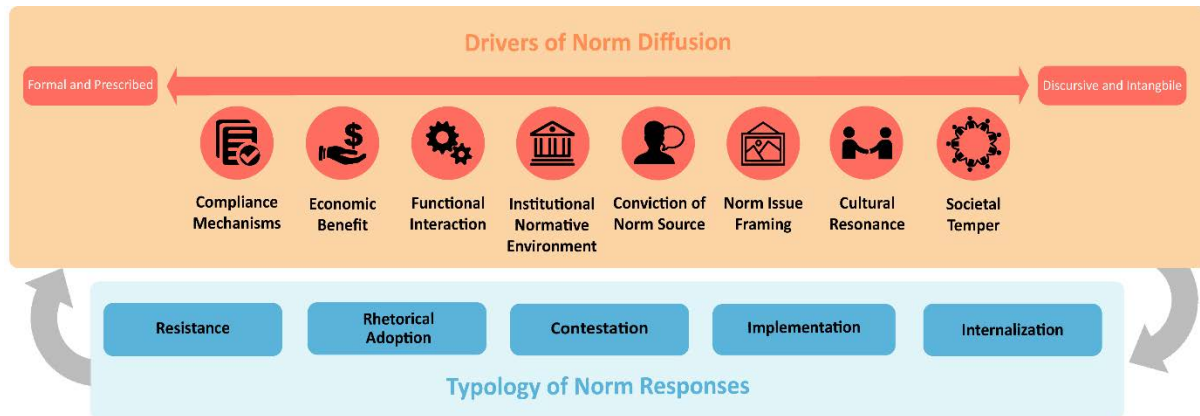 Drivers of Norm Diffusion
Formal and Prescribed
Discursive and Intangbile
$
Compliance
Mechanisms
Economic
Benefit
Functional
Interaction
Institutional
Normative
Environment
Conviction of
Norm Source
Norm Issue
Framing
Cultural
Resonance
Societal
Temper
Resistance
Rhetorical
Adoption
Contestation
Implementation
Internalization
Typology of Norm Responses